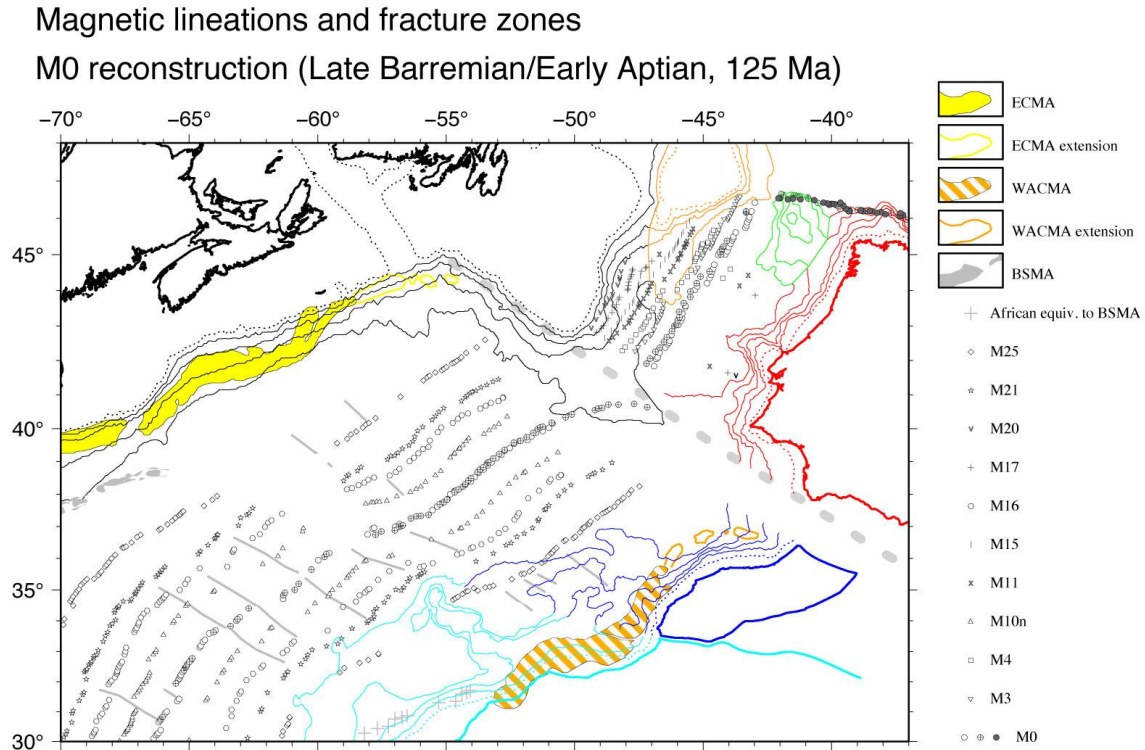 Magnetic lineations and fracture zones
M0 reconstruction (Late Barremian/Early Aptian, 125 Ma)
−70° −65° −60° −55° −50° −45° −40°
45°
40°
35°
30°
ECMA
ECMA extension
WACMA
WACMA extension
BSMA
African equiv. to BSMA
M25
M21
M20
M17
M16
M15
M11
M10n
M4
M3
M0